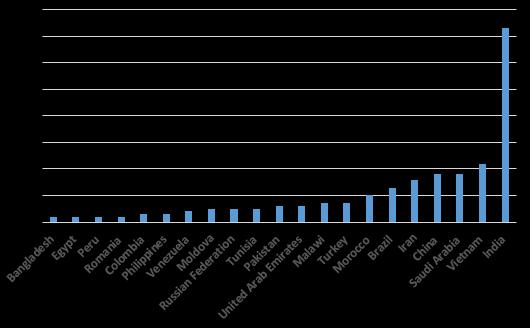 Bangladesh
Egypt
Peru
Romania
Colombia
Philippines
Venezuela
Moldova
Russian Federation
Tunisia
Pakistan
United Arab Emirates
Malawi
Turkey
Morocco
Brazil
Iran
China
Saudi Arabia
Vietnam
India